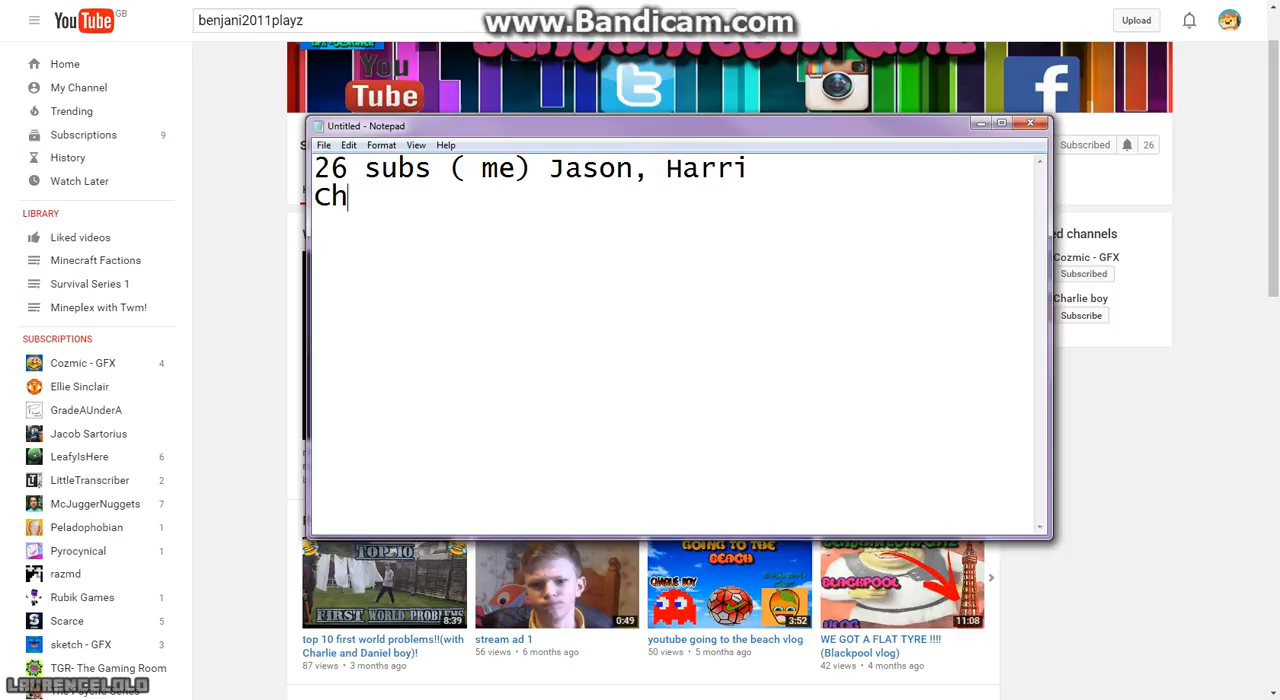 www.Bandicam.com
YouTube GB
benjani2011playz
Upload
Home
My Channel
Trending
Subscriptions 9
History
Watch Later
LIBRARY
Liked videos
Minecraft Factions
Survival Series 1
Mineplex with Twm!
SUBSCRIPTIONS
Cozmic - GFX 4
Ellie Sinclair
GradeAUnderA
Jacob Sartorius
LeafyIsHere 6
LittleTranscriber 2
McJuggerNuggets 7
Peladophobian 1
Pyrocynical 1
razmd
Rubik Games 1
Scarce 5
sketch - GFX 3
TGR- The Gaming Room
LAURENCELOLO
You
Tube
Untitled - Notepad
File Edit Format View Help
26 subs ( me) Jason, Harri
Ch
Subscribed 26
ed channels
Cozmic - GFX
Subscribed
Charlie boy
Subscribe
TOP 10
FIRST WORLD PROBLEMS
8:39
top 10 first world problems!!(with
Charlie and Daniel boy)!
87 views • 3 months ago
0:49
stream ad 1
56 views • 6 months ago
GOING TO THE
BEACH
CHARLIE BOY
3:52
youtube going to the beach vlog
50 views • 5 months ago
BLACKPOOL
VLOG
11:08
WE GOT A FLAT TYRE !!!!
(Blackpool vlog)
42 views • 4 months ago